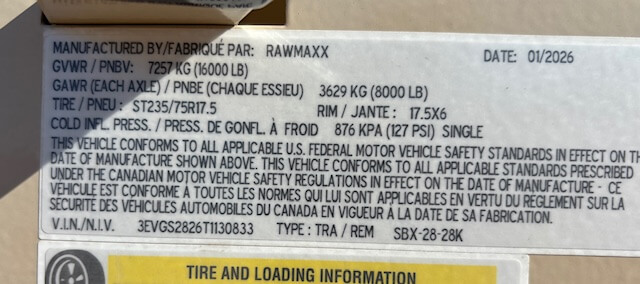 MANUFACTURED BY/FABRIQUÉ PAR: RAWMAXX DATE: 01/2026
GVWR / PNBV: 7257 KG (16000 LB)
GAWR (EACH AXLE) / PNBE (CHAQUE ESSIEU) 3629 KG (8000 LB)
TIRE / PNEU: ST235/75R17.5 RIM / JANTE: 17.5X6
COLD INFL. PRESS. / PRESS. DE GONFL. À FROID 876 KPA (127 PSI) SINGLE
THIS VEHICLE CONFORMS TO ALL APPLICABLE U.S. FEDERAL MOTOR VEHICLE SAFETY STANDARDS IN EFFECT ON
DATE OF MANUFACTURE SHOWN ABOVE. THIS VEHICLE CONFORMS TO ALL APPLICABLE STANDARDS PRESCRIBED
UNDER THE CANADIAN MOTOR VEHICLE SAFETY REGULATIONS IN EFFECT ON THE DATE OF MANUFACTURE - CE
VÉHICULE EST CONFORME À TOUTES LES NORMES QUI LUI SONT APPLICABLES EN VERTU DU REGLEMENT SUR LA
SÉCURITÉ DES VÉHICULES AUTOMOBILES DU CANADA EN VIGUEUR À LA DATE DE SA FABRICATION.
V.I.N./N.I.V. 3EVGS2826T1130833 TYPE: TRA / REM SBX-28-28K
TIRE AND LOADING INFORMATION